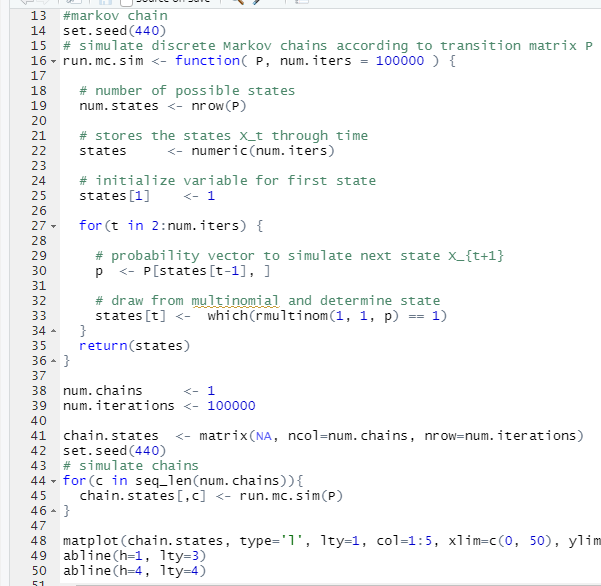 13 #markov chain
14 set.seed(440)
15 # simulate discrete Markov chains according to transition matrix P
16 run.mc.sim <- function( P, num.iters = 100000 ) {
17
18 # number of possible states
19 num.states <- nrow(P)
20
21 # stores the states X_t through time
22 states <- numeric(num.iters)
23
24 # initialize variable for first state
25 states[1] <- 1
26
27 for(t in 2:num.iters) {
28
29 # probability vector to simulate next state X_{t+1}
30 p <- P[states[t-1], ]
31
32 # draw from multinomial and determine state
33 states[t] <- which(rmultinom(1, 1, p) == 1)
34 }
35 return(states)
36 }
37
38 num.chains <- 1
39 num.iterations <- 100000
40
41 chain.states <- matrix(NA, ncol=num.chains, nrow=num.iterations)
42 set.seed(440)
43 # simulate chains
44 for(c in seq_len(num.chains)){
45 chain.states[,c] <- run.mc.sim(P)
46 }
47
48 matplot(chain.states, type='l', lty=1, col=1:5, xlim=c(0, 50), ylim
49 abline(h=1, lty=3)
50 abline(h=4, lty=4)